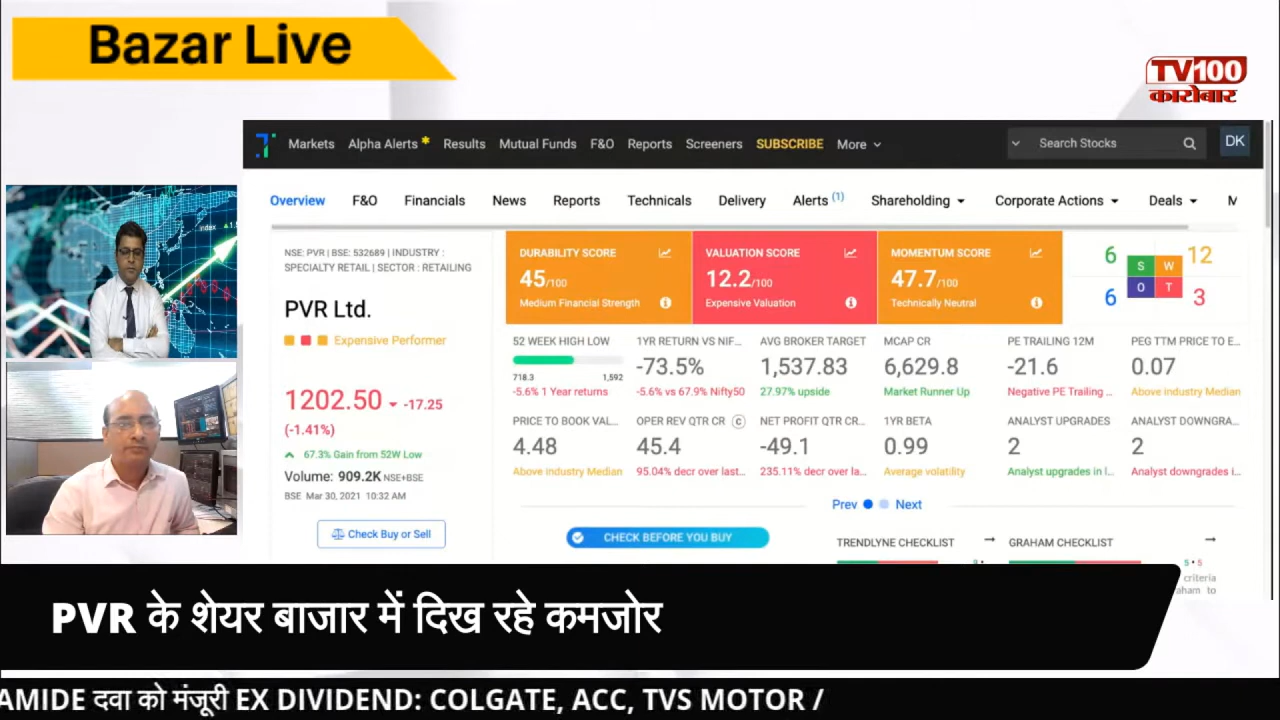 Bazar Live
TV100
कारोबार
Markets Alpha Alerts * Results Mutual Funds F&O Reports Screeners SUBSCRIBE More Search Stocks DK
Overview F&O Financials News Reports Technicals Delivery Alerts (1) Shareholding Corporate Actions Deals M
NSE: PVR | BSE: 532689 | INDUSTRY :
SPECIALTY RETAIL | SECTOR : RETAILING
PVR Ltd.
Expensive Performer
1202.50 -17.25
(-1.41%)
67.3% Gain from 52W Low
Volume: 909.2K NSE+BSE
BSE Mar 30, 2021 10:32 AM
Check Buy or Sell
DURABILITY SCORE
45/100
Medium Financial Strength
VALUATION SCORE
12.2/100
Expensive Valuation
MOMENTUM SCORE
47.7/100
Technically Neutral
6 S W 12
6 O T 3
52 WEEK HIGH LOW
718.3 1,592
-5.6% 1 Year returns
1YR RETURN VS NIF...
-73.5%
-5.6% vs 67.9% Nifty50
AVG BROKER TARGET
1,537.83
27.97% upside
MCAP CR
6,629.8
Market Runner Up
PE TRAILING 12M
-21.6
Negative PE Trailing ..
PEG TTM PRICE TO E...
0.07
Above industry Median
PRICE TO BOOK VAL...
4.48
Above industry Median
OPER REV QTR CR C
45.4
95.04% decr over last...
NET PROFIT QTR CR...
-49.1
235.11% decr over la...
1YR BETA
0.99
Average volatility
ANALYST UPGRADES
2
Analyst upgrades in l...
ANALYST DOWNGRA...
2
Analyst downgrades i...
Prev Next
CHECK BEFORE YOU BUY
TRENDLYNE CHECKLIST
GRAHAM CHECKLIST
5 • 5
criteria
aham to
index
PVR के शेयर बाजार में दिख रहे कमजोर
AMIDE दवा को मंजूरी EX DIVIDEND: COLGATE, ACC, TVS MOTOR /